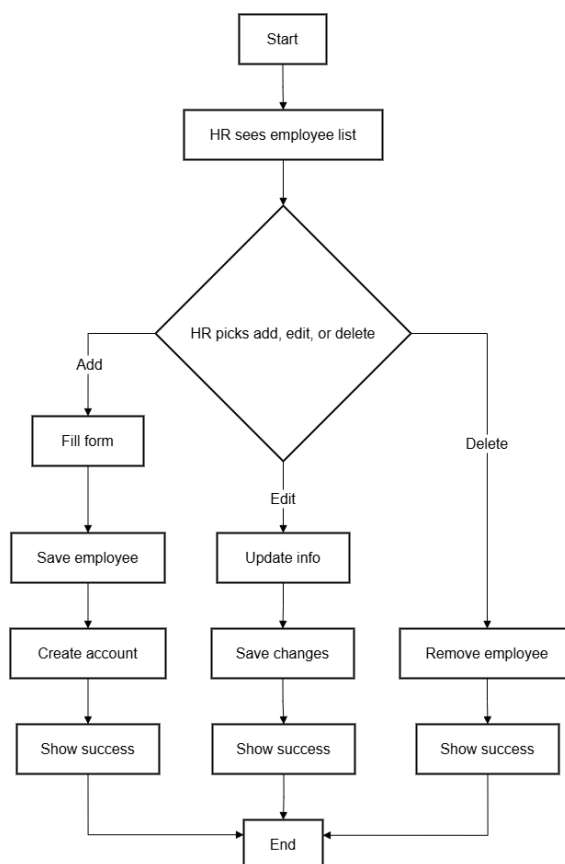 Start
HR sees employee list
HR picks add, edit, or delete
Add
Fill form
Delete
Edit
Save employee
Update info
Create account
Save changes
Remove employee
Show success
Show success
Show success
End